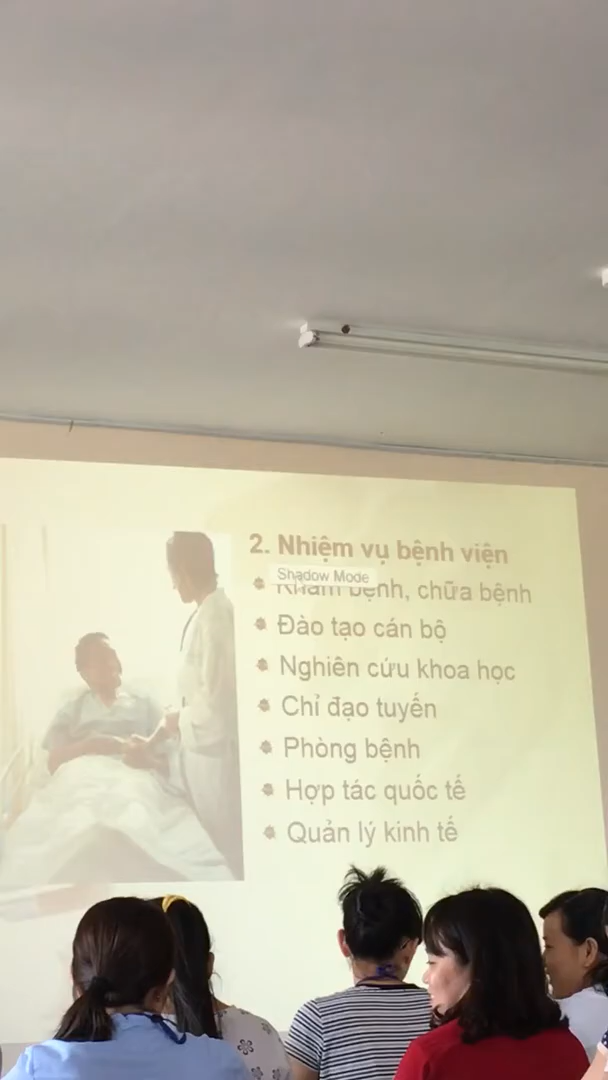 2. Nhiệm vụ bệnh viện
Shadow Mode
Khám bệnh, chữa bệnh
Đào tạo cán bộ
Nghiên cứu khoa học
Chỉ đạo tuyến
Phòng bệnh
Hợp tác quốc tế
Quản lý kinh tế